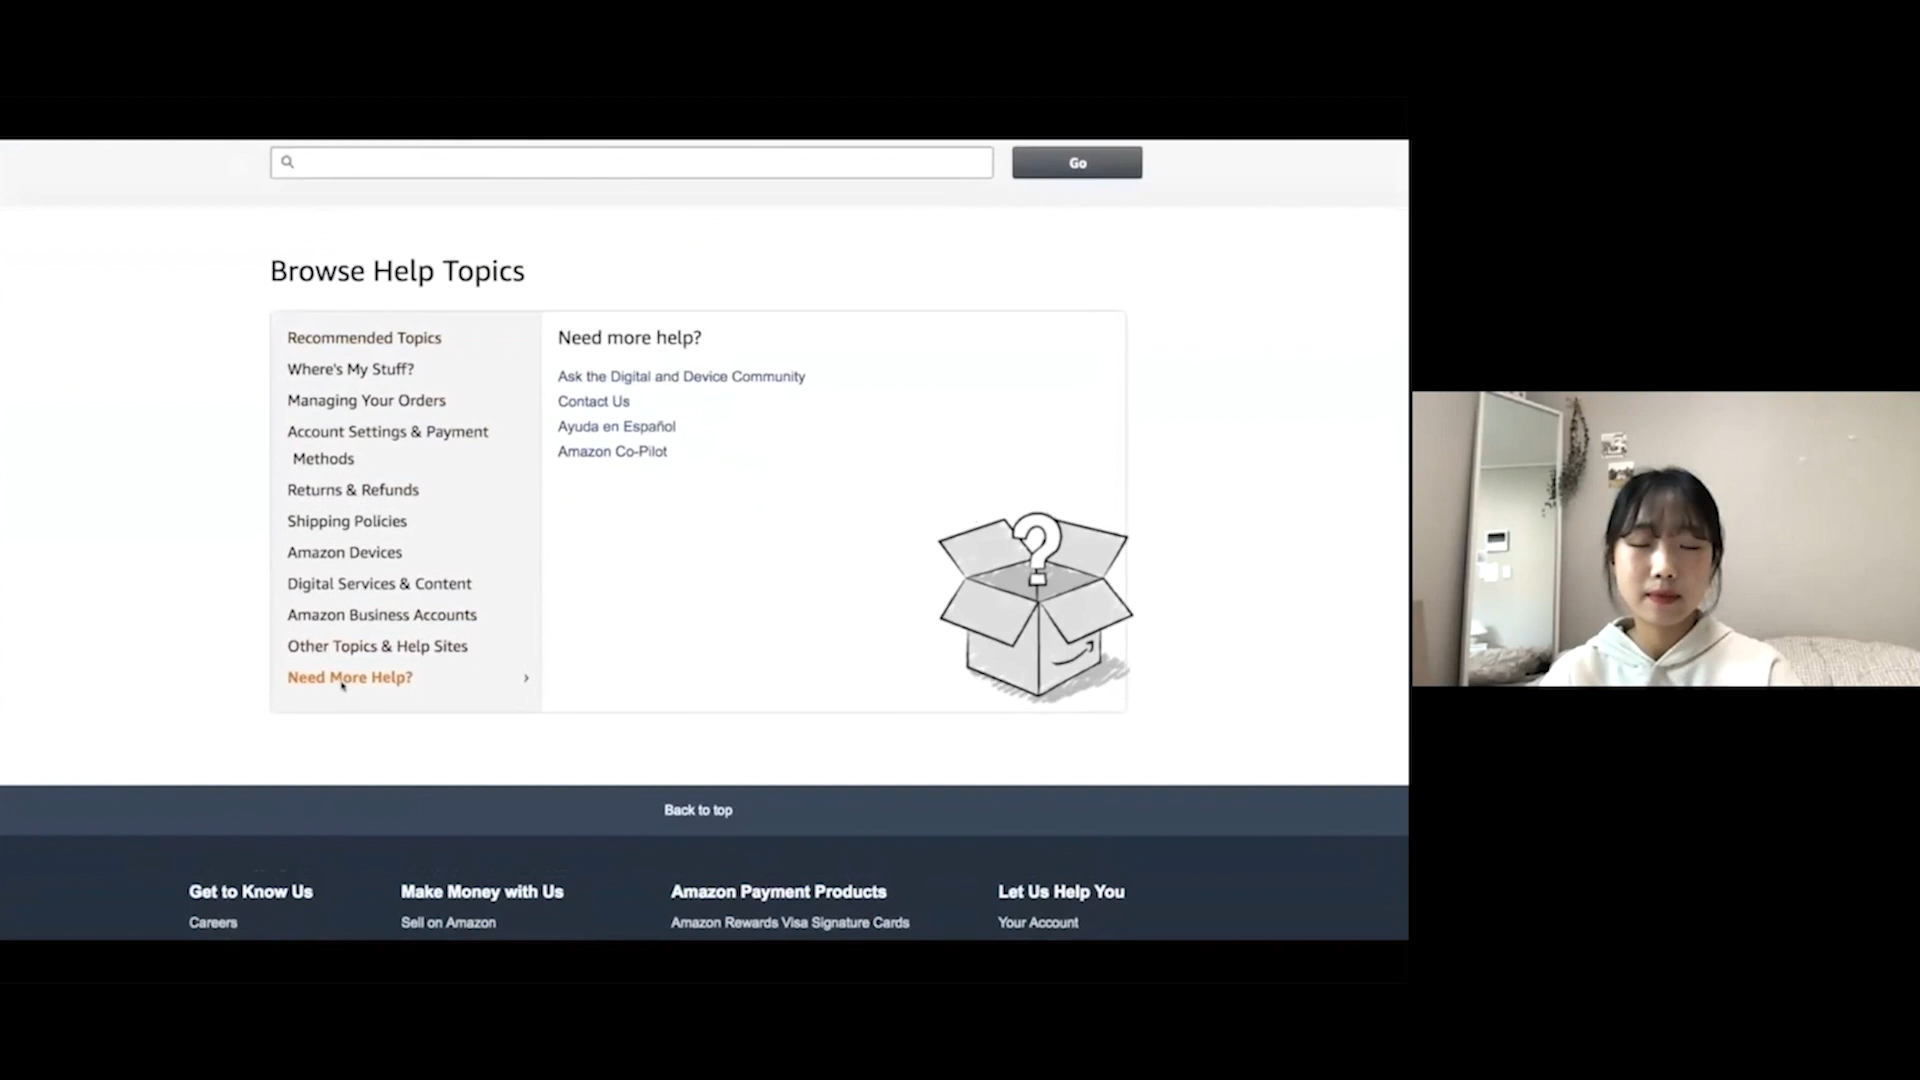 Go
Browse Help Topics
Recommended Topics
Where's My Stuff?
Managing Your Orders
Account Settings & Payment
Methods
Returns & Refunds
Shipping Policies
Amazon Devices
Digital Services & Content
Amazon Business Accounts
Other Topics & Help Sites
Need More Help?
Need more help?
Ask the Digital and Device Community
Contact Us
Ayuda en Español
Amazon Co-Pilot
?
Back to top
Get to Know Us
Careers
Make Money with Us
Sell on Amazon
Amazon Payment Products
Amazon Rewards Visa Signature Cards
Let Us Help You
Your Account